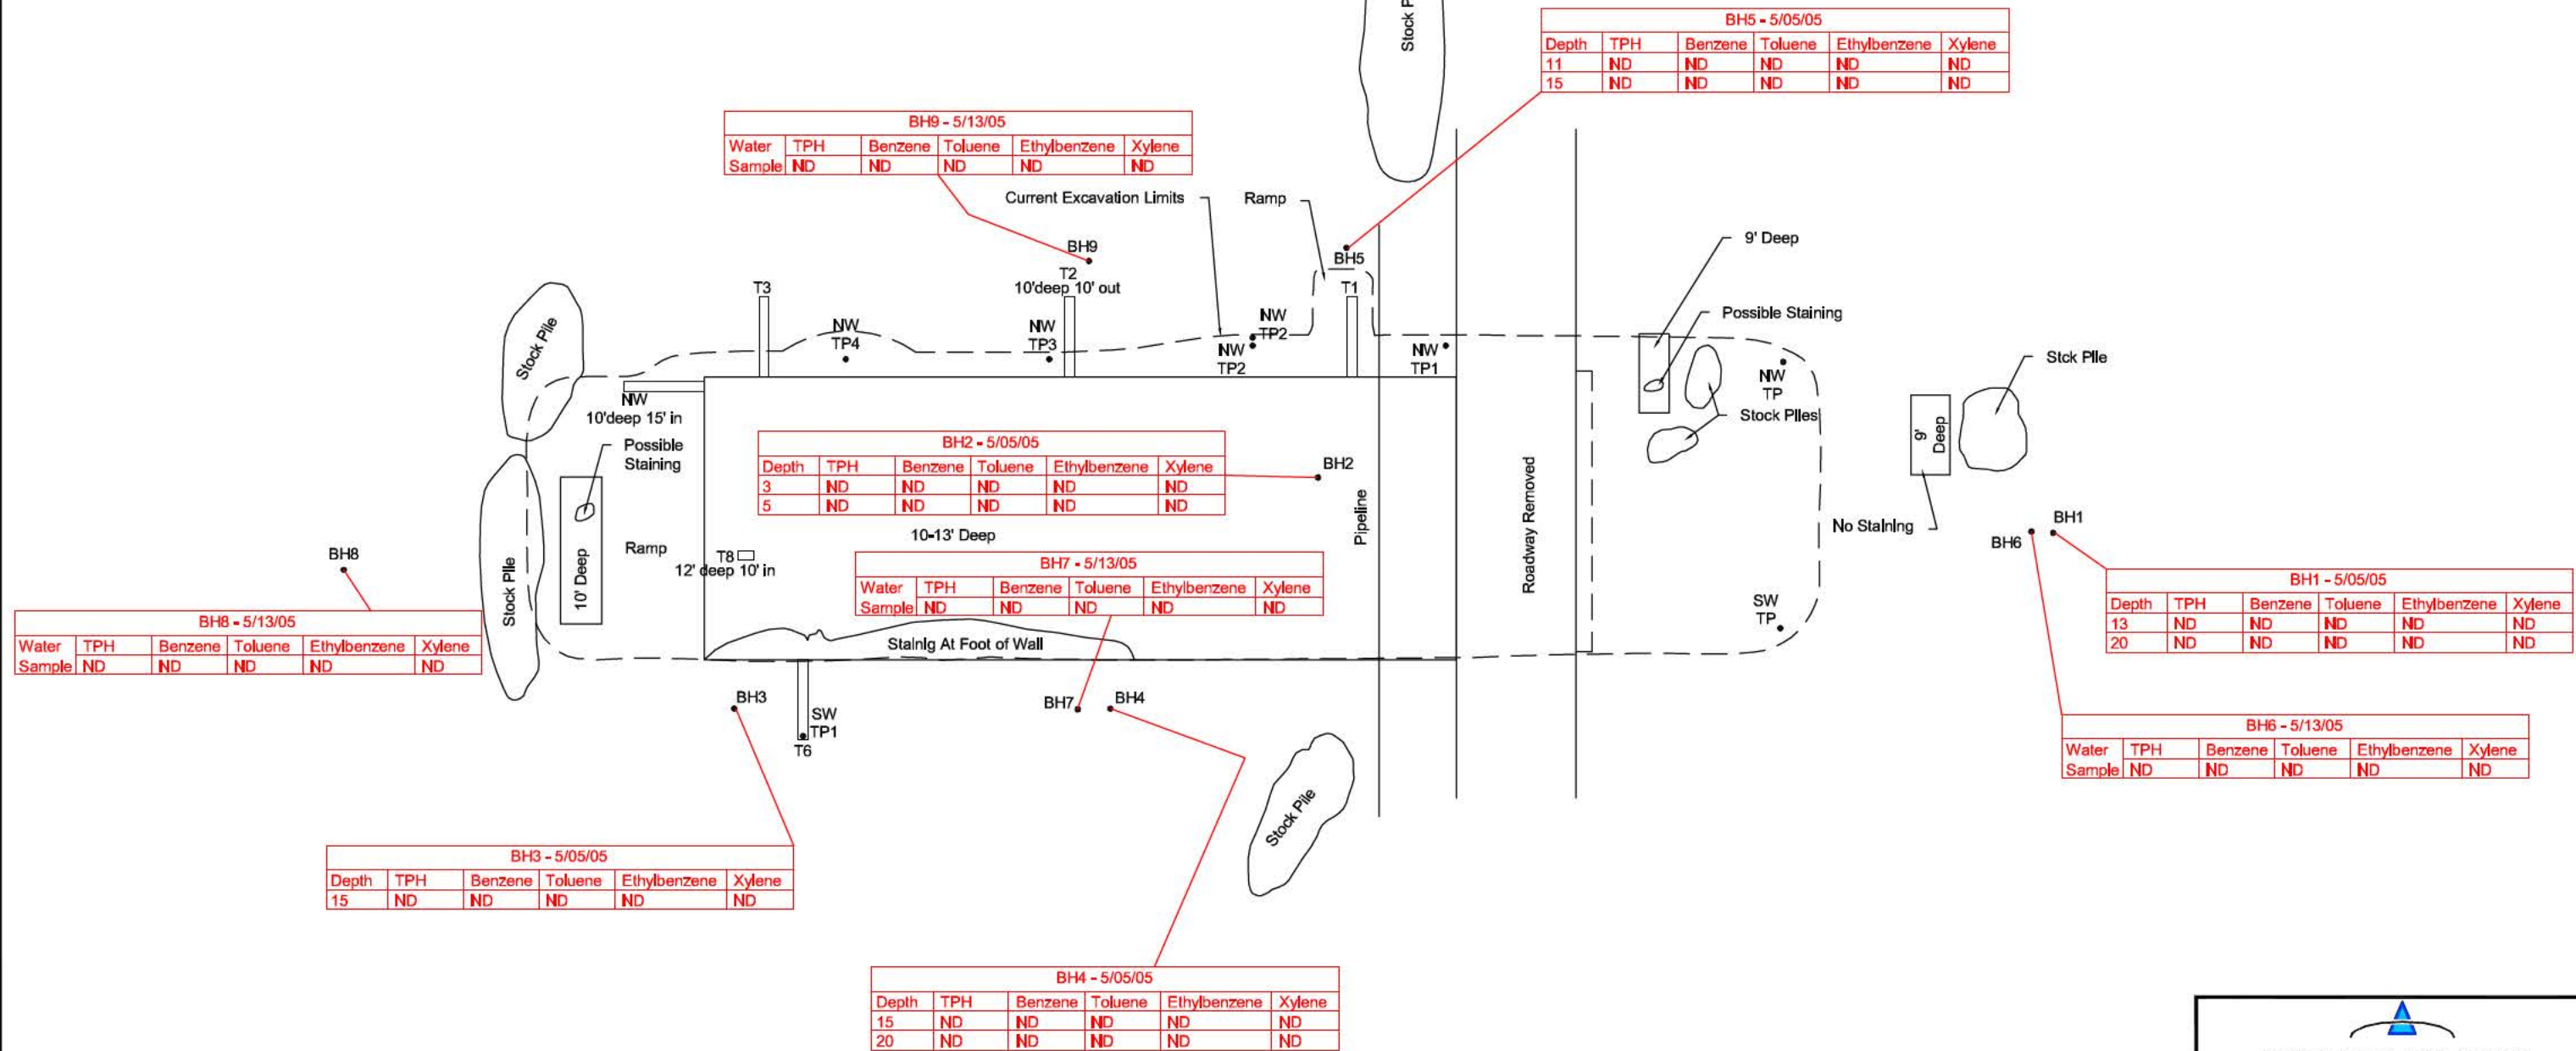 Stock P
BH5 - 5/05/05
Depth TPH Benzene Toluene Ethylbenzene Xylene
11 ND ND ND ND ND
15 ND ND ND ND ND
BH9 - 5/13/05
Water TPH Benzene Toluene Ethylbenzene Xylene
Sample ND ND ND ND ND
Current Excavation Limits
Ramp
9' Deep
BH9
BH5
T3
T2
10'deep 10' out
T1
Possible Staining
NW
TP4
NW
TP3
NW
TP2
NW
TP2
NW
TP1
NW
TP
Stck Pile
Stock Pile
NW
10'deep 15' in
Stock Piles
9'
Deep
Possible
Staining
BH2 - 5/05/05
Depth TPH Benzene Toluene Ethylbenzene Xylene
3 ND ND ND ND ND
5 ND ND ND ND ND
BH2
Pipeline
Roadway Removed
No Staining
BH6
BH1
10-13' Deep
BH8
Stock Pile
10' Deep
Ramp
T8
12' deep 10' in
BH7 - 5/13/05
Water TPH Benzene Toluene Ethylbenzene Xylene
Sample ND ND ND ND ND
BH1 - 5/05/05
Depth TPH Benzene Toluene Ethylbenzene Xylene
13 ND ND ND ND ND
20 ND ND ND ND ND
SW
TP
BH8 - 5/13/05
Water TPH Benzene Toluene Ethylbenzene Xylene
Sample ND ND ND ND ND
Stainig At Foot of Wall
BH3
SW
TP1
T6
BH7
BH4
BH6 - 5/13/05
Water TPH Benzene Toluene Ethylbenzene Xylene
Sample ND ND ND ND ND
Stock Pile
BH3 - 5/05/05
Depth TPH Benzene Toluene Ethylbenzene Xylene
15 ND ND ND ND ND
BH4 - 5/05/05
Depth TPH Benzene Toluene Ethylbenzene Xylene
15 ND ND ND ND ND
20 ND ND ND ND ND